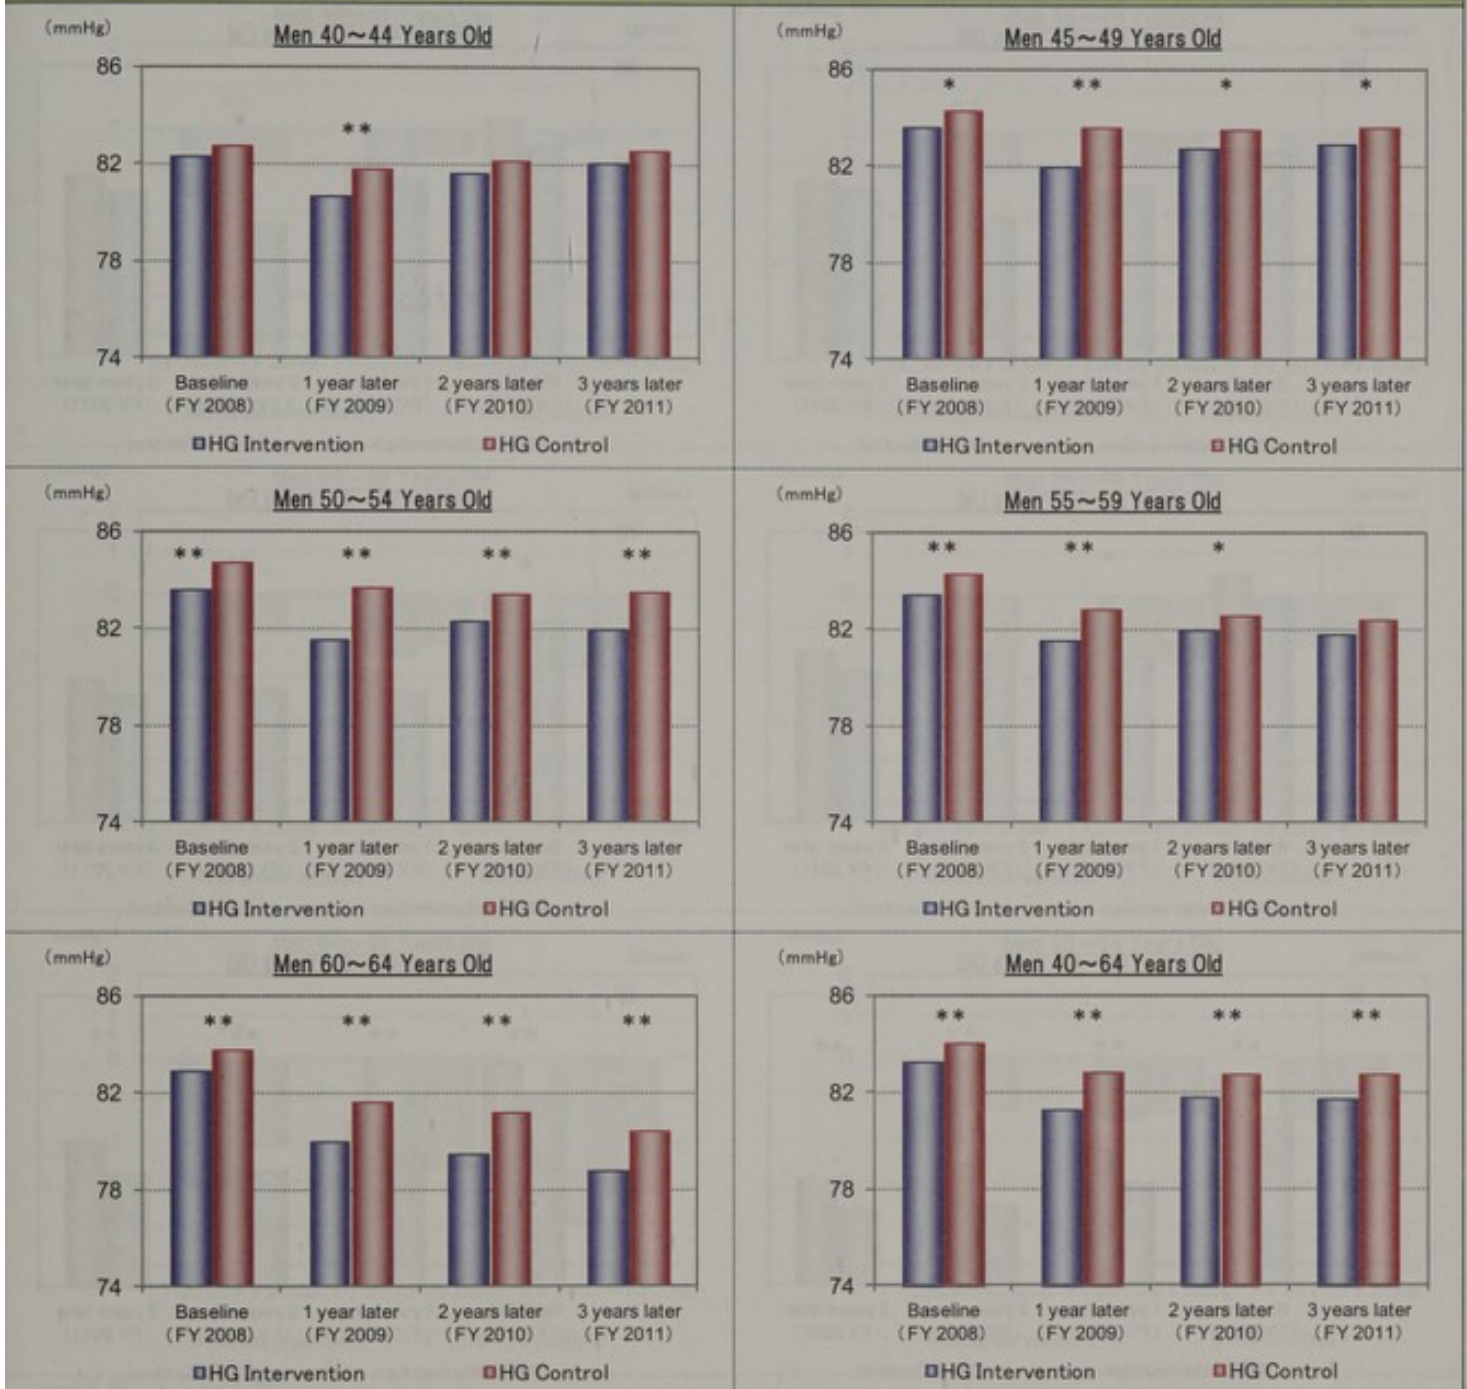 (mmHg)
Men 40～44 Years Old
86
**
82
78
74
Baseline 1 year later 2 years later 3 years later
(FY 2008) (FY 2009) (FY 2010) (FY 2011)
HG Intervention HG Control
(mmHg)
Men 45～49 Years Old
86
* ** * *
82
78
74
Baseline 1 year later 2 years later 3 years later
(FY 2008) (FY 2009) (FY 2010) (FY 2011)
HG Intervention HG Control
(mmHg)
Men 50～54 Years Old
86
** ** ** **
82
78
74
Baseline 1 year later 2 years later 3 years later
(FY 2008) (FY 2009) (FY 2010) (FY 2011)
HG Intervention HG Control
(mmHg)
Men 55～59 Years Old
86
** ** *
82
78
74
Baseline 1 year later 2 years later 3 years later
(FY 2008) (FY 2009) (FY 2010) (FY 2011)
HG Intervention HG Control
(mmHg)
Men 60～64 Years Old
86
** ** ** **
82
78
74
Baseline 1 year later 2 years later 3 years later
(FY 2008) (FY 2009) (FY 2010) (FY 2011)
HG Intervention HG Control
(mmHg)
Men 40～64 Years Old
86
** ** ** **
82
78
74
Baseline 1 year later 2 years later 3 years later
(FY 2008) (FY 2009) (FY 2010) (FY 2011)
HG Intervention HG Control